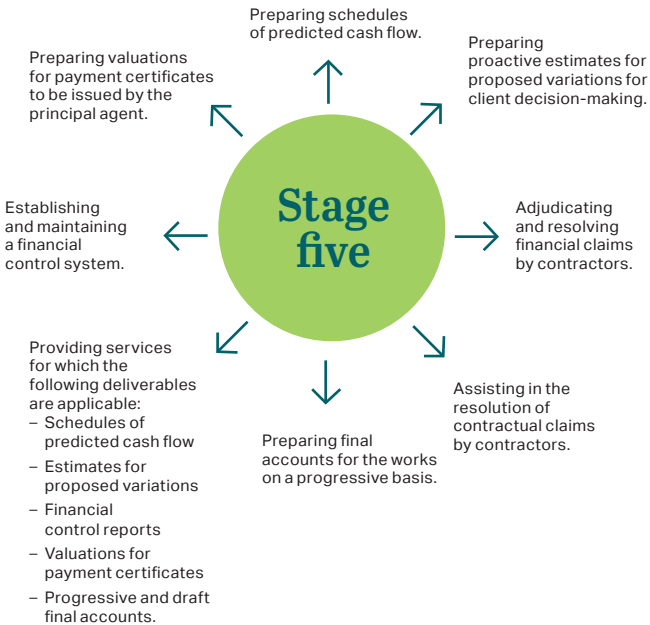 Preparing schedules
of predicted cash flow.
Preparing
proactive estimates for
proposed variations for
client decision-making.
Adjudicating
and resolving
financial claims
by contractors.
Assisting in the
resolution of
contractual claims
by contractors.
Preparing final
accounts for the works
on a progressive basis.
Providing services
for which the
following deliverables
are applicable:
– Schedules of
predicted cash flow
– Estimates for
proposed variations
– Financial
control reports
– Valuations for
payment certificates
– Progressive and draft
final accounts.
Establishing
and maintaining
a financial
control system.
Preparing valuations
for payment certificates
to be issued by the
principal agent.
Stage
five